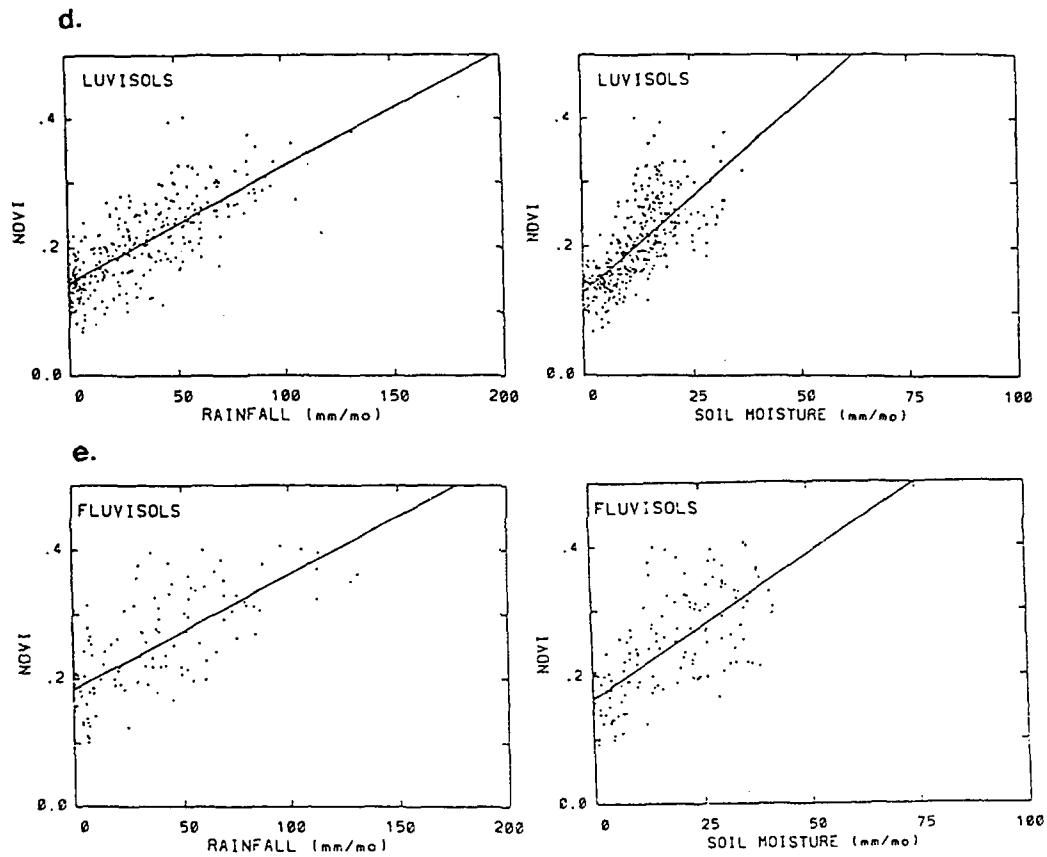 d.
LUVISOLS
NDVI
.4
.2
0.0
0 50 100 150 200
RAINFALL (mm/mo)
LUVISOLS
NDVI
.4
.2
0.0
0 25 75 100
SOIL MOISTURE (mm/mo)
e.
FLUVISOLS
NDVI
.4
.2
0.0
0 50 100 150 200
RAINFALL (mm/mo)
FLUVISOLS
NDVI
.4
.2
0.0
0 25 50 75 100
SOIL MOISTURE (mm/mo)